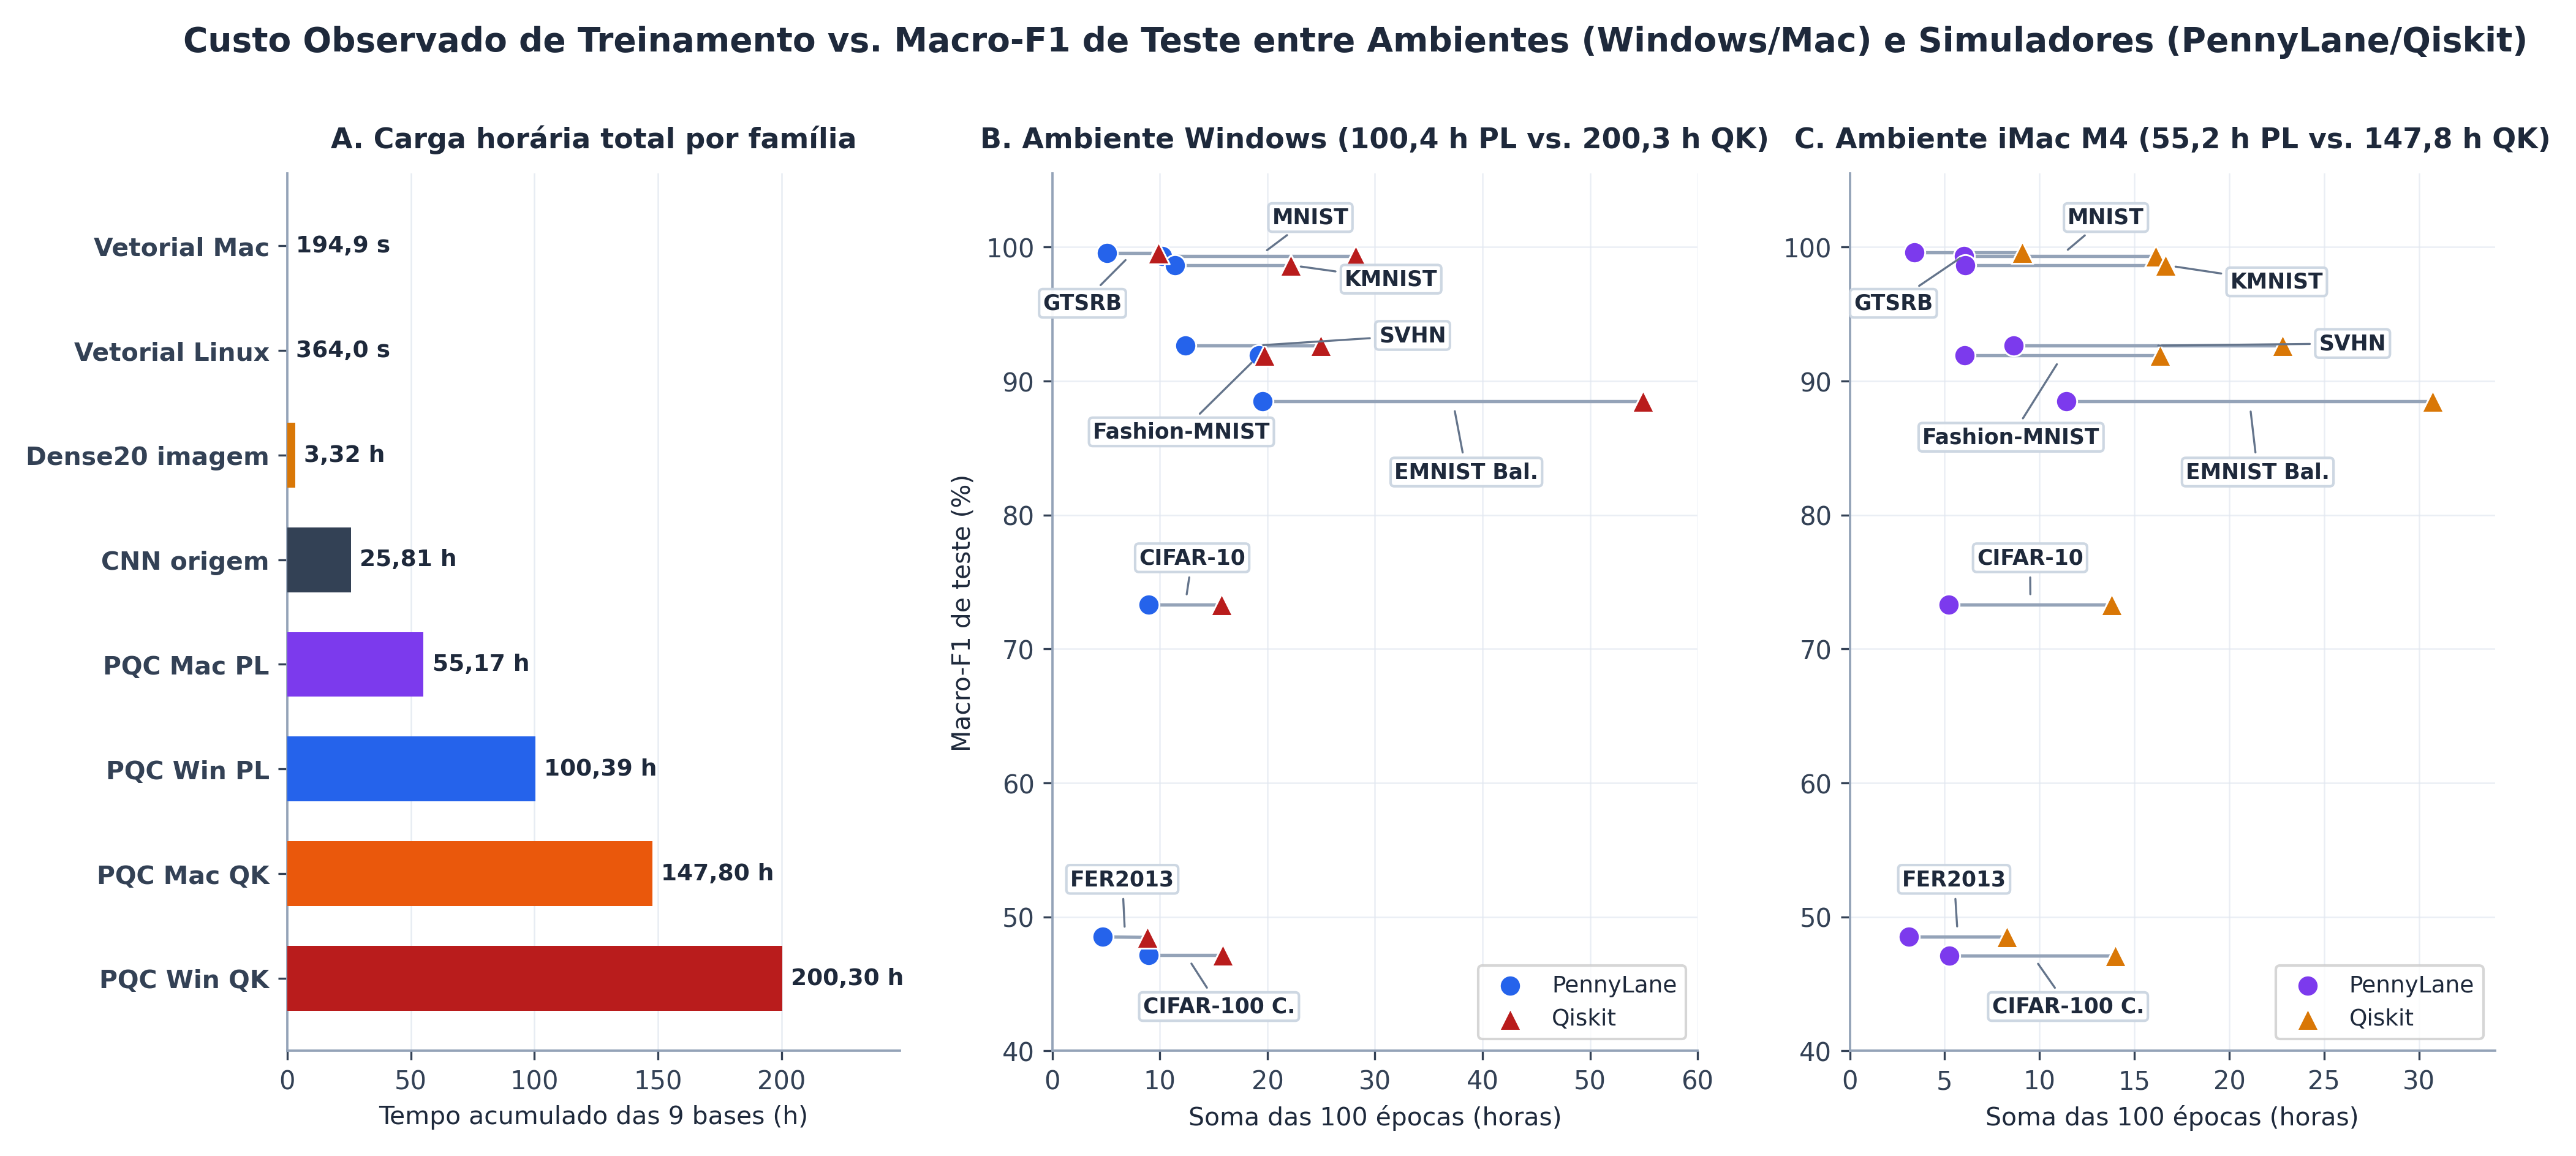 Custo Observado de Treinamento vs. Macro-F1 de Teste entre Ambientes (Windows/Mac) e Simuladores (PennyLane/Qiskit)
A. Carga horária total por família
Vetorial Mac
194,9 s
Vetorial Linux
364,0 s
Dense20 imagem
3,32 h
CNN origem
25,81 h
PQC Mac PL
55,17 h
PQC Win PL
100,39 h
PQC Mac QK
147,80 h
PQC Win QK
200,30 h
0 50 100 150 200
Tempo acumulado das 9 bases (h)
B. Ambiente Windows (100,4 h PL vs. 200,3 h QK)
Macro-F1 de teste (%)
100
90
80
70
60
50
40
MNIST
KMNIST
GTSRB
SVHN
Fashion-MNIST
EMNIST Bal.
CIFAR-10
FER2013
CIFAR-100 C.
PennyLane
Qiskit
0 10 20 30 40 50 60
Soma das 100 épocas (horas)
C. Ambiente iMac M4 (55,2 h PL vs. 147,8 h QK)
100
90
80
70
60
50
40
MNIST
KMNIST
GTSRB
SVHN
Fashion-MNIST
EMNIST Bal.
CIFAR-10
FER2013
CIFAR-100 C.
PennyLane
Qiskit
0 5 10 15 20 25 30
Soma das 100 épocas (horas)